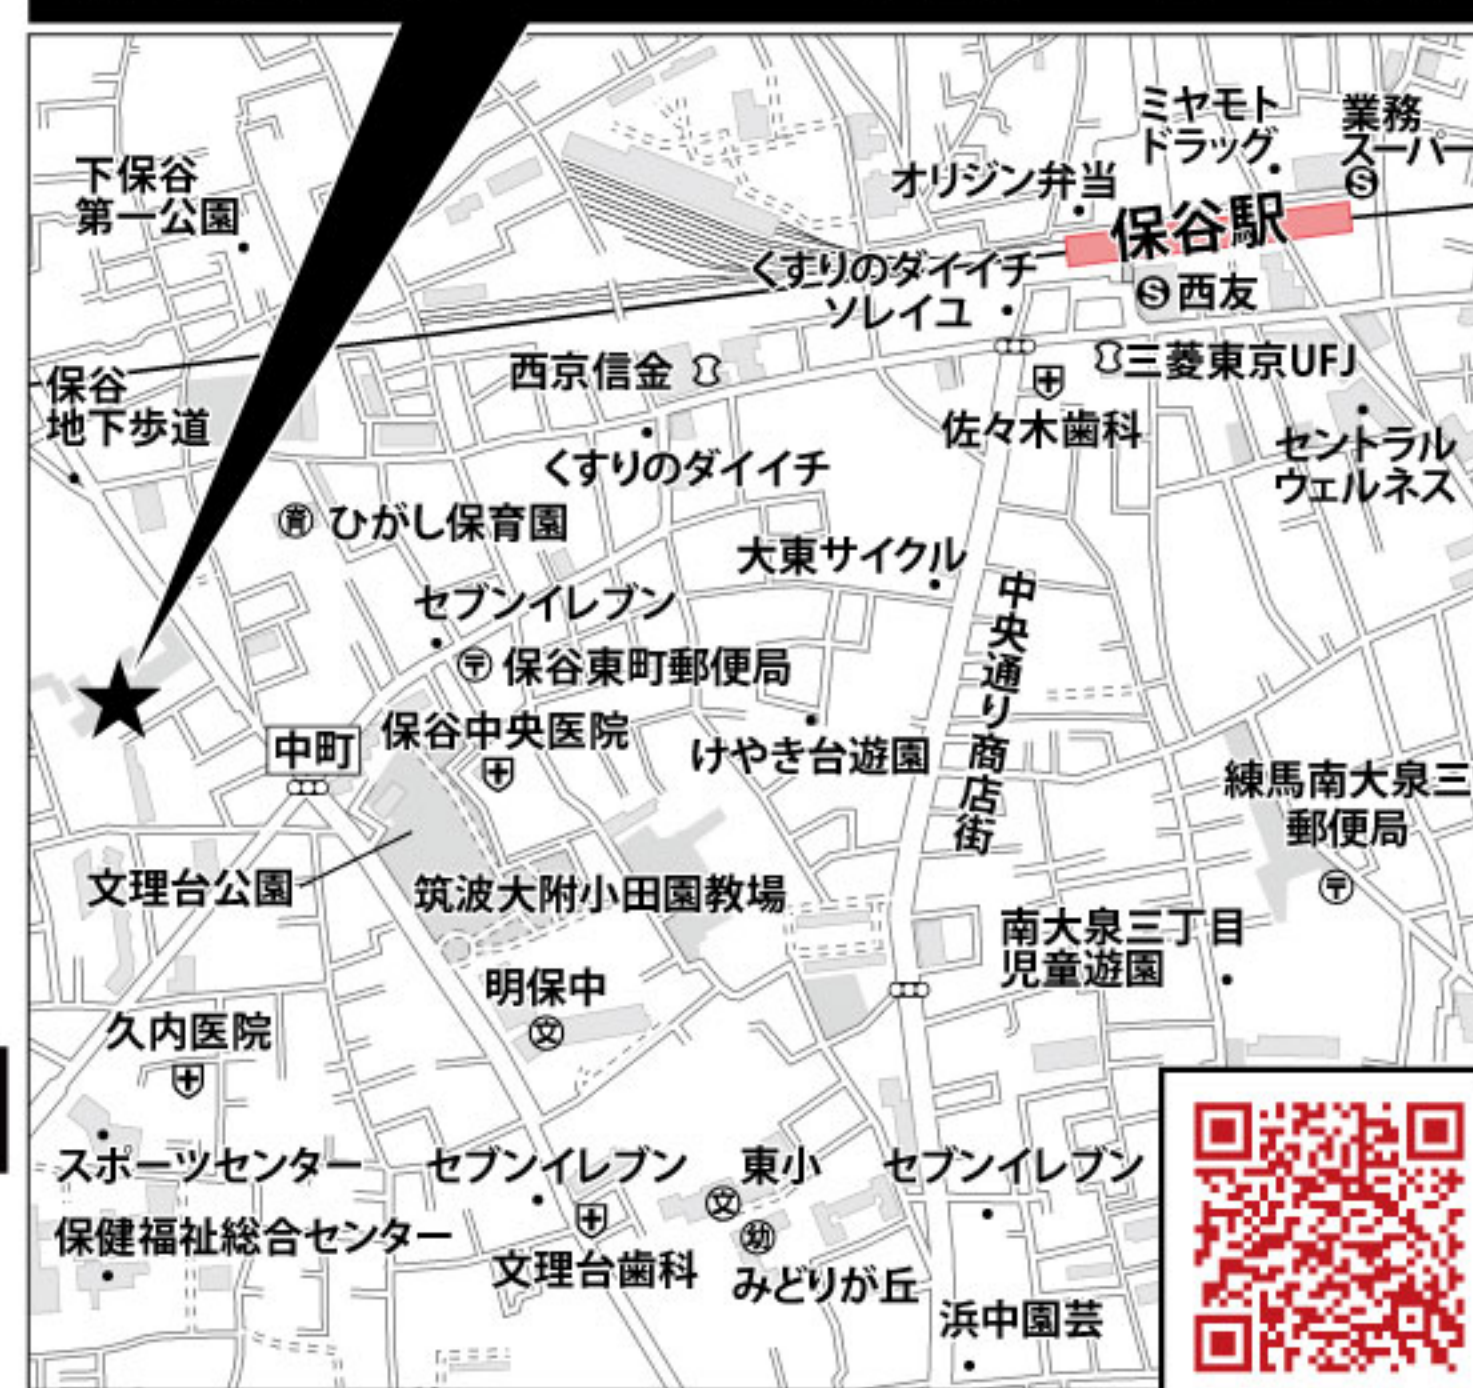 ミヤモト
ドラッグ
業務
スーパー
Ⓢ
下保谷
第一公園
オリジン弁当
保谷駅
くすりのダイイチ
ソレイユ
Ⓢ西友
西京信金
三菱東京UFJ
保谷
地下歩道
佐々木歯科
セントラル
ウェルネス
くすりのダイイチ
育 ひがし保育園
大東サイクル
中央通り商店街
セブンイレブン
〒 保谷東町郵便局
保谷中央医院
けやき台遊園
中町
練馬南大泉三
郵便局
〒
文理台公園
筑波大附小田園教場
南大泉三丁目
児童遊園
明保中
文
久内医院
スポーツセンター
セブンイレブン
東小
文
セブンイレブン
保健福祉総合センター
幼
文理台歯科
みどりが丘
浜中園芸